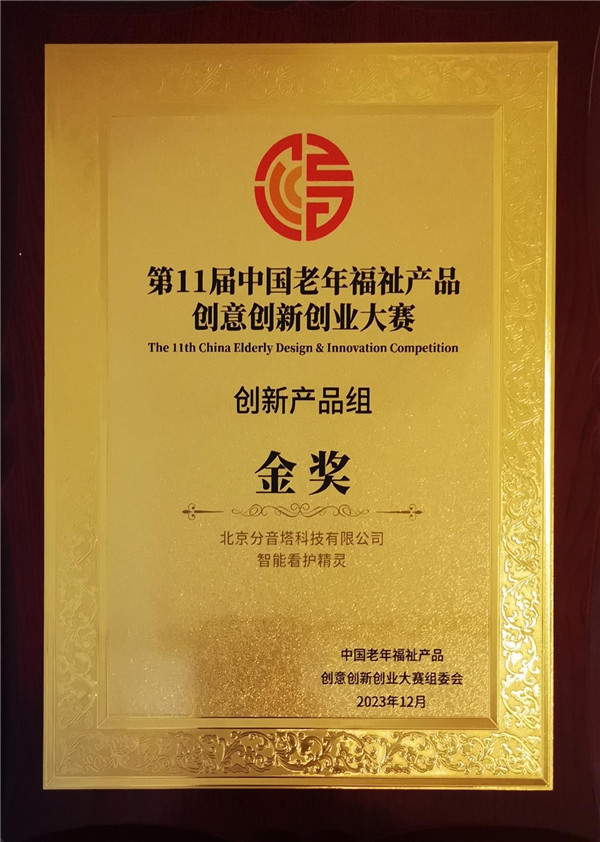 第11届中国老年福祉产品
创意创新创业大赛
The 11th China Elderly Design & Innovation Competition
创新产品组
金奖
北京分音塔科技有限公司
智能看护精灵
中国老年福祉产品
创意创新创业大赛组委会
2023年12月